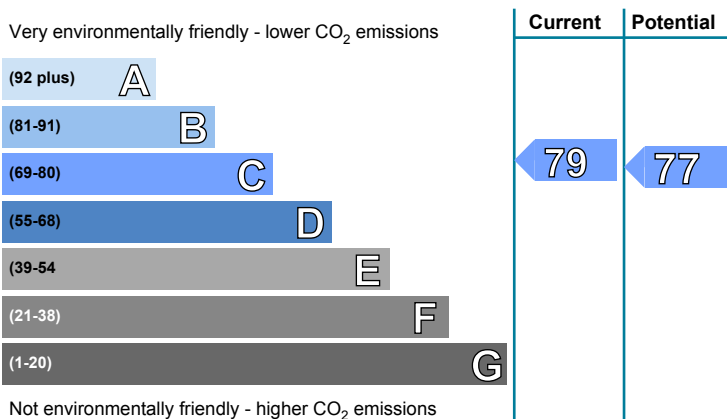 Current Potential
Very environmentally friendly - lower CO₂ emissions
(92 plus) A
(81-91) B
(69-80) C
79 77
(55-68) D
(39-54 E
(21-38) F
(1-20) G
Not environmentally friendly - higher CO₂ emissions